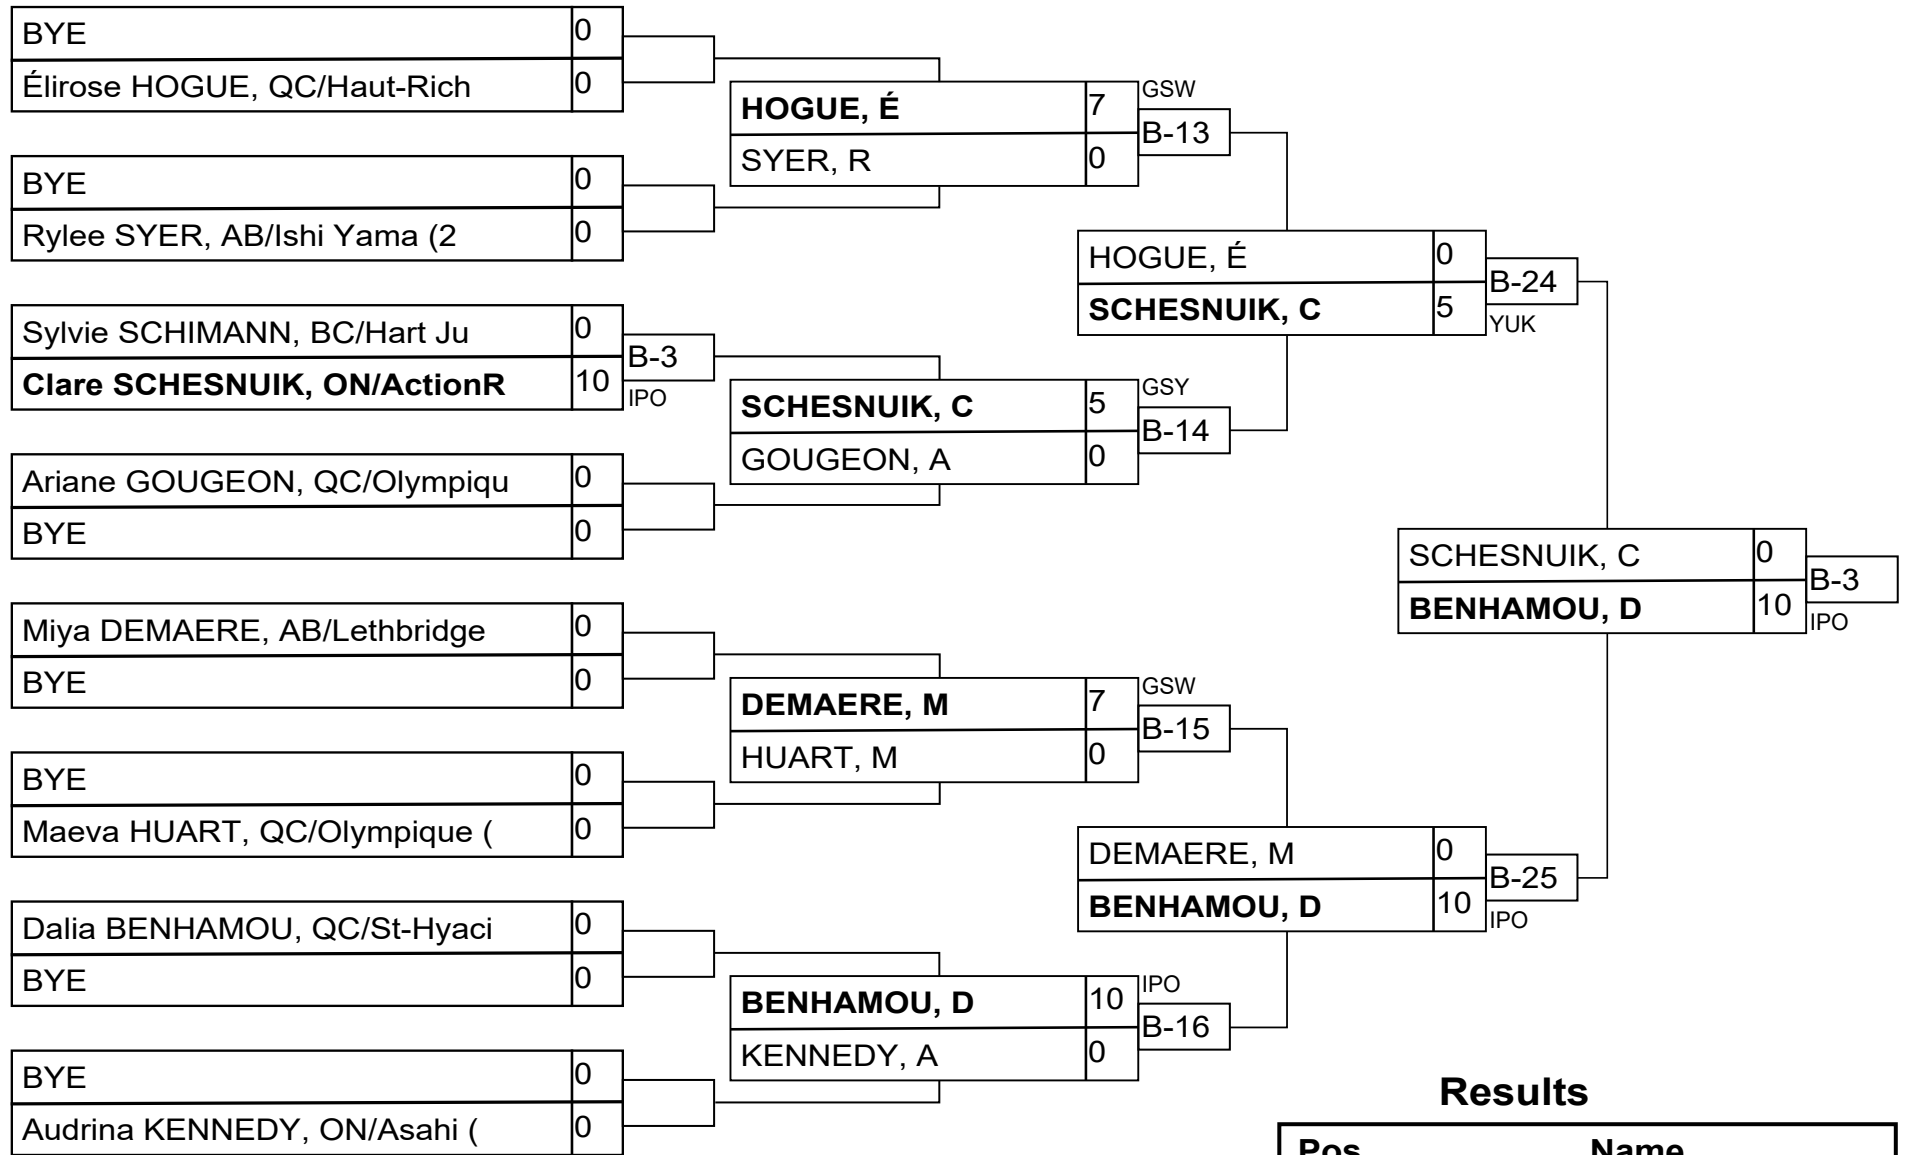 BYE 0
Élirose HOGUE, QC/Haut-Rich 0
BYE 0
Rylee SYER, AB/Ishi Yama (2 0
Sylvie SCHIMANN, BC/Hart Ju 0
Clare SCHESNUIK, ON/ActionR 10
B-3
IPO
Ariane GOUGEON, QC/Olympiqu 0
BYE 0
Miya DEMAERE, AB/Lethbridge 0
BYE 0
BYE 0
Maeva HUART, QC/Olympique ( 0
Dalia BENHAMOU, QC/St-Hyaci 0
BYE 0
BYE 0
Audrina KENNEDY, ON/Asahi ( 0
HOGUE, É 7
SYER, R 0
GSW
B-13
SCHESNUIK, C 5
GOUGEON, A 0
GSY
B-14
DEMAERE, M 7
HUART, M 0
GSW
B-15
BENHAMOU, D 10
KENNEDY, A 0
IPO
B-16
HOGUE, É 0
SCHESNUIK, C 5
B-24
YUK
DEMAERE, M 0
BENHAMOU, D 10
B-25
IPO
SCHESNUIK, C 0
BENHAMOU, D 10
B-3
IPO
Results
Pos Name